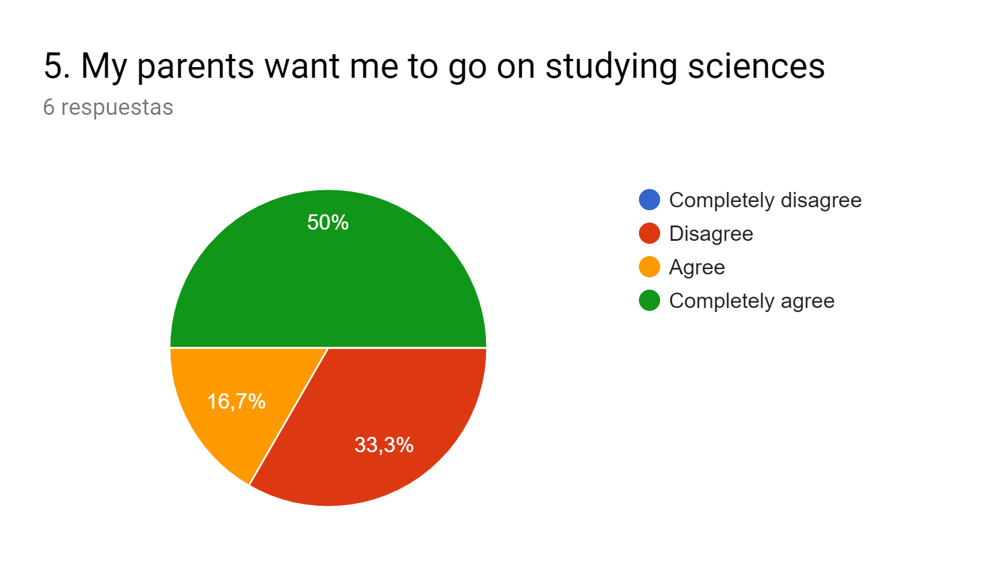 5. My parents want me to go on studying sciences
6 respuestas
50%
16,7%
33,3%
Completely disagree
Disagree
Agree
Completely agree